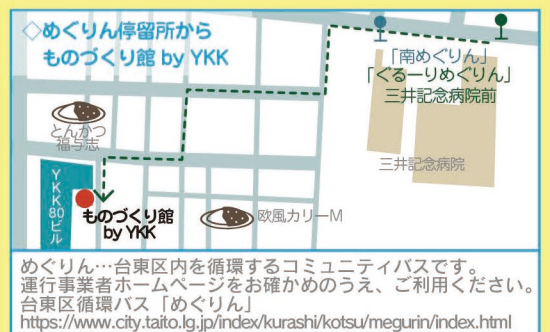 ◇めぐりん停留所から
ものづくり館 by YKK
「南めぐりん」
「ぐるーりめぐりん」
三井記念病院前
とんかつ
福与志
三井記念病院
YKK80ビル
ものづくり館
by YKK
欧風カリーM
めぐりん…台東区内を循環するコミュニティバスです。
運行事業者ホームページをお確かめのうえ、ご利用ください。
台東区循環バス「めぐりん」
https://www.city.taito.lg.jp/index/kurashi/kotsu/megurin/index.html